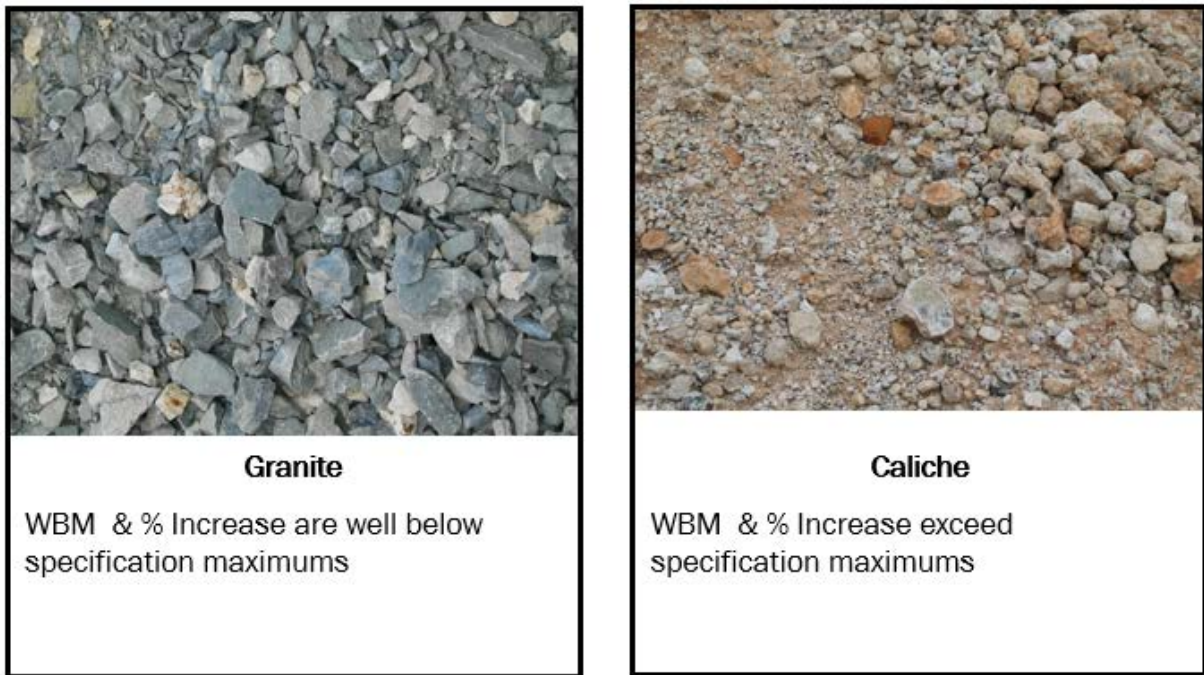 Granite
WBM & % Increase are well below
specification maximums
Caliche
WBM & % Increase exceed
specification maximums